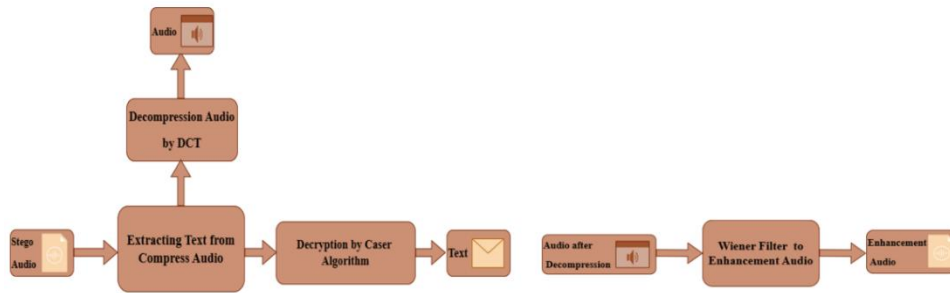 Audio
Decompression Audio
by DCT
Stego
Audio
Extracting Text from
Compress Audio
Decryption by Caser
Algorithm
Text
Audio after
Decompression
Wiener Filter to
Enhancement Audio
Enhancement
Audio